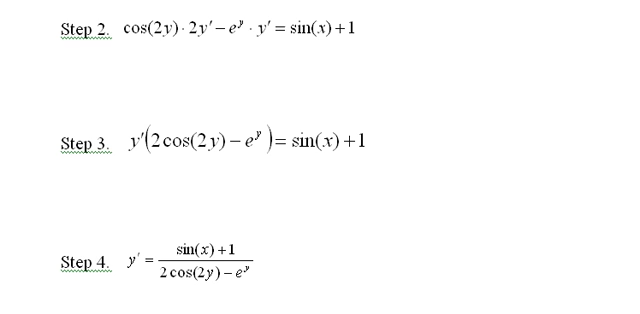 Step 2. cos(2y) · 2y′ – e^y · y′ = sin(x) + 1
Step 3. y′(2cos(2y) – e^y) = sin(x) + 1
Step 4. y′ = sin(x) + 1 / 2cos(2y) – e^y